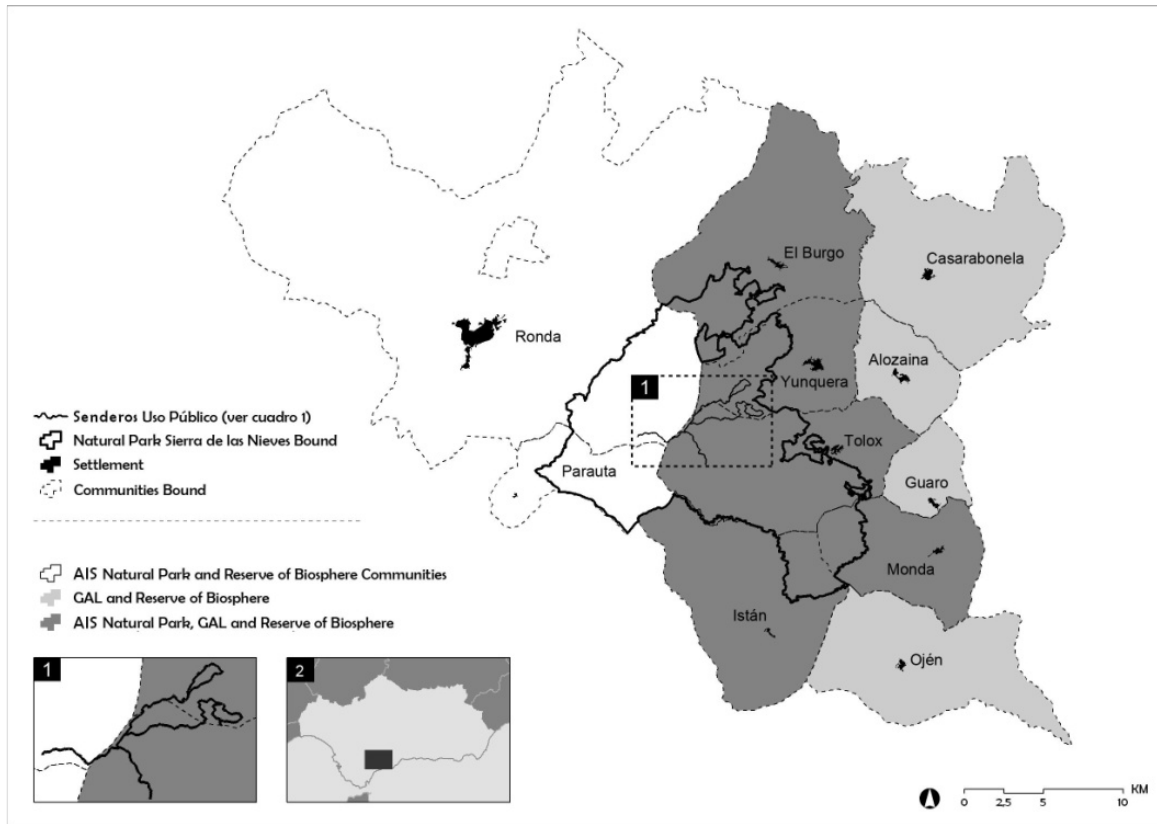 El Burgo
Casarabonela
Ronda
Alozaina
Yunquera
1
Tolox
Parauta
Guaro
Monda
Istán
Ojén
Senderos Uso Público (ver cuadro 1)
Natural Park Sierra de las Nieves Bound
Settlement
Communities Bound
AIS Natural Park and Reserve of Biosphere Communities
GAL and Reserve of Biosphere
AIS Natural Park, GAL and Reserve of Biosphere
1
2
KM
0 2,5 5 10